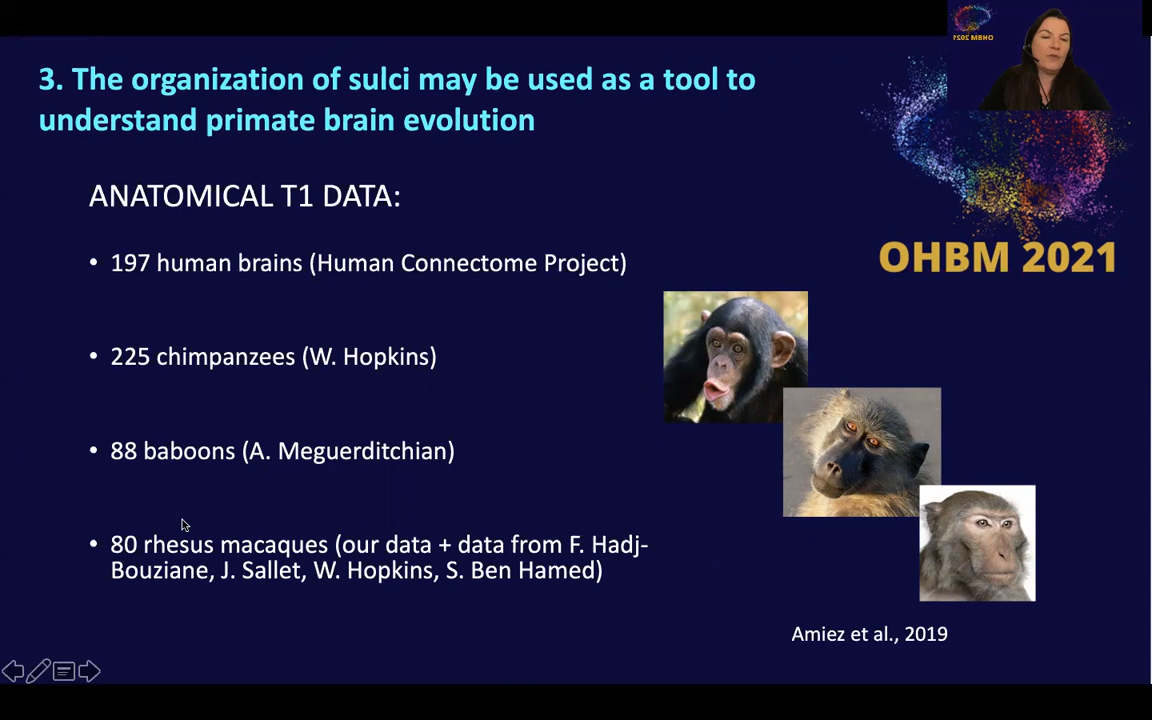 3. The organization of sulci may be used as a tool to
understand primate brain evolution
ANATOMICAL T1 DATA:
• 197 human brains (Human Connectome Project)
• 225 chimpanzees (W. Hopkins)
• 88 baboons (A. Meguerditchian)
• 80 rhesus macaques (our data + data from F. Hadj-
Bouziane, J. Sallet, W. Hopkins, S. Ben Hamed)
OHBM 2021
OHBM 2021
Amiez et al., 2019